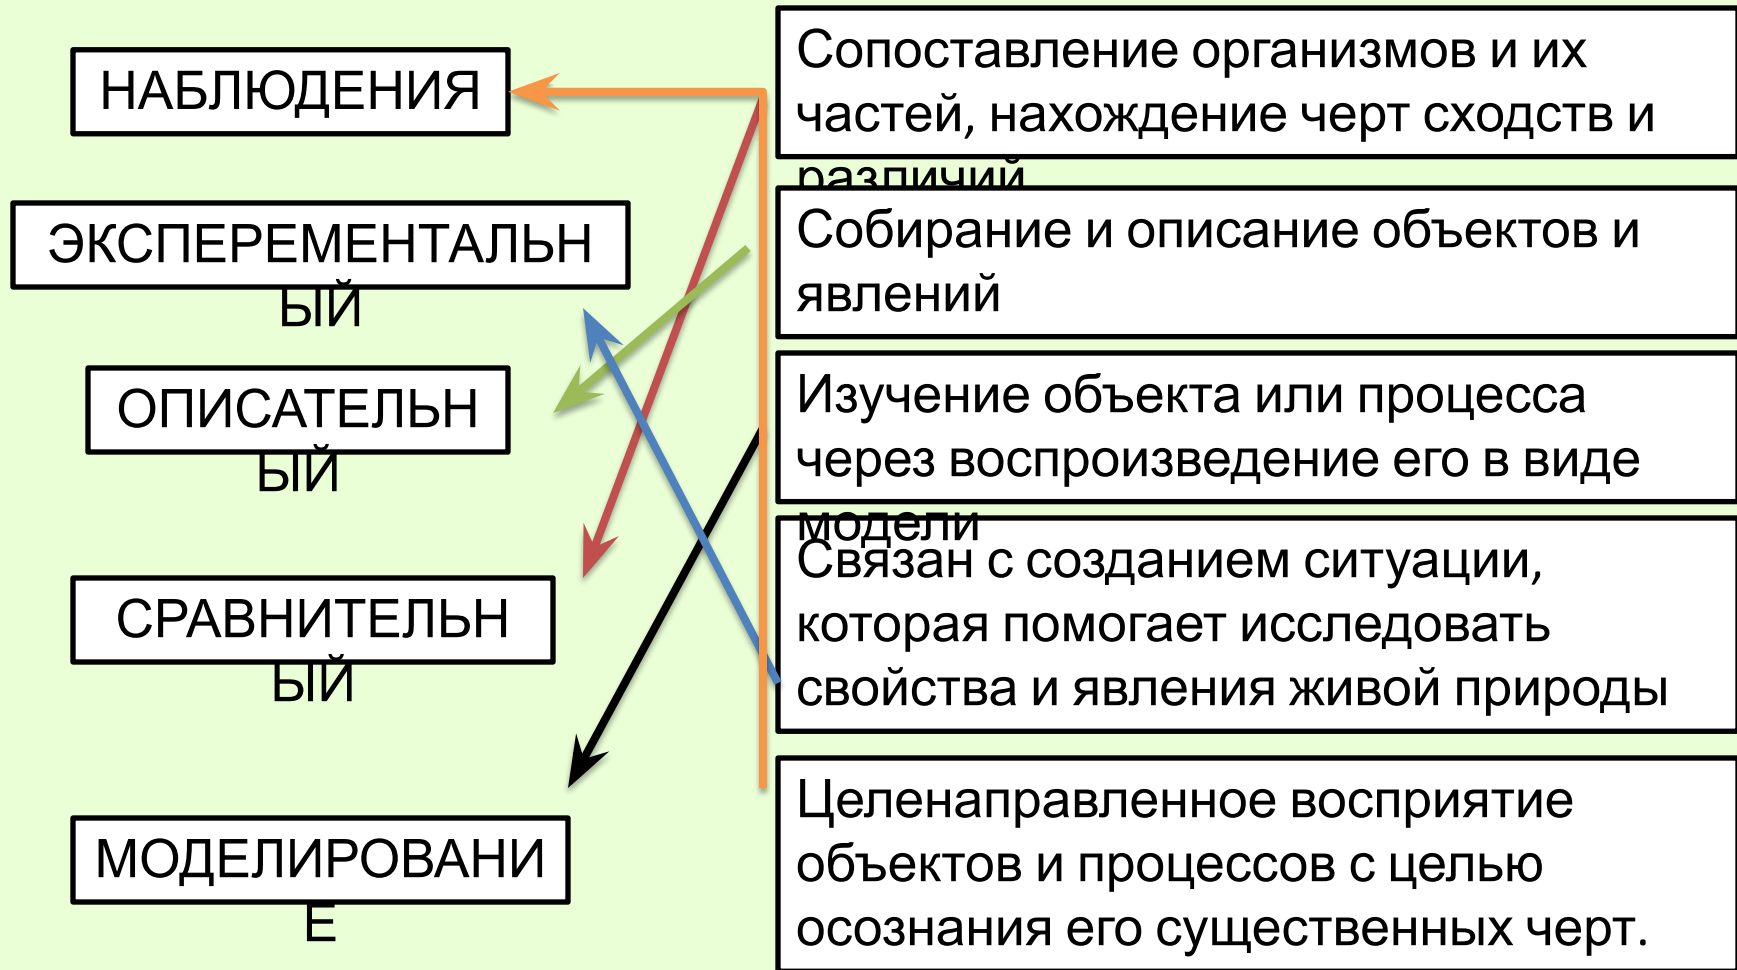 НАБЛЮДЕНИЯ
ЭКСПЕРЕМЕНТАЛЬН
ЫЙ
ОПИСАТЕЛЬН
ЫЙ
СРАВНИТЕЛЬН
ЫЙ
МОДЕЛИРОВАНИ
Е
Сопоставление организмов и их
частей, нахождение черт сходств и
различий
Собирание и описание объектов и
явлений
Изучение объекта или процесса
через воспроизведение его в виде
модели
Связан с созданием ситуации,
которая помогает исследовать
свойства и явления живой природы
Целенаправленное восприятие
объектов и процессов с целью
осознания его существенных черт.